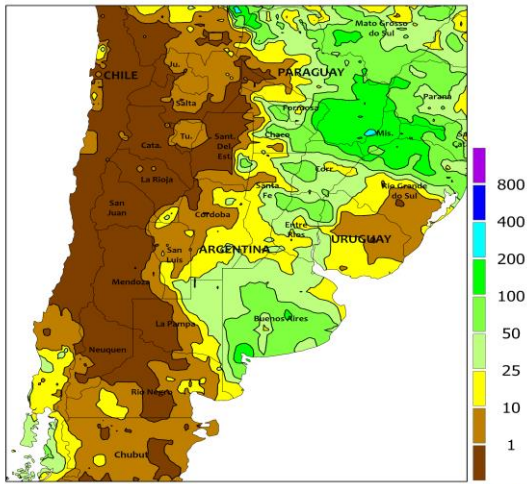 Mato Grosso
do Sul
CHILE
Ju.
PARAGUAY
Parana
Salta
Formosa
Tu.
Sant.
Del.
Est.
Chaco
Mis.
Cata.
Corr.
La Rioja
Santa
Fe
Rio Grande
do Sul
San
Juan
Cordoba
Entre
Rios
URUGUAY
San
Luis
ARGENTINA
Mendoza
La Pampa
Buenos Aires
Neuquen
Rio Negro
Chubut
800
400
200
100
50
25
10
1